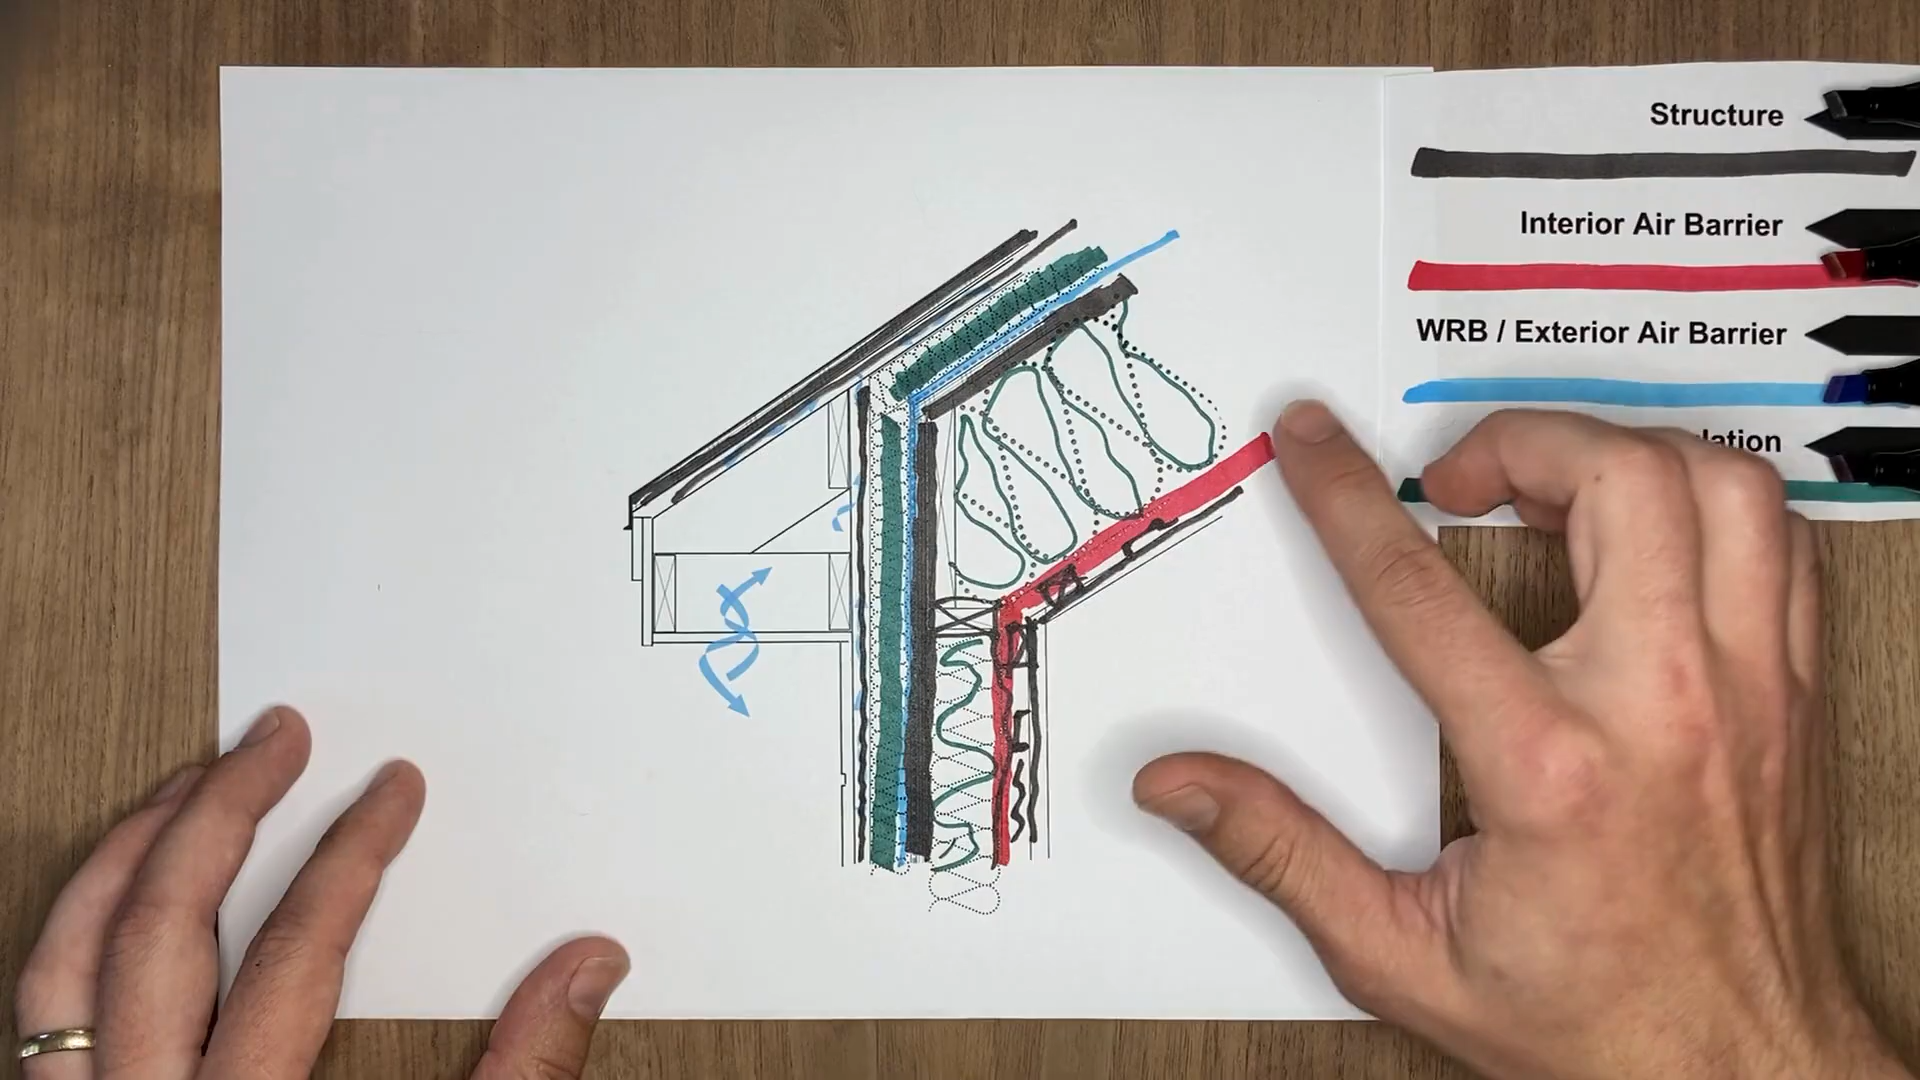 Structure
Interior Air Barrier
WRB / Exterior Air Barrier